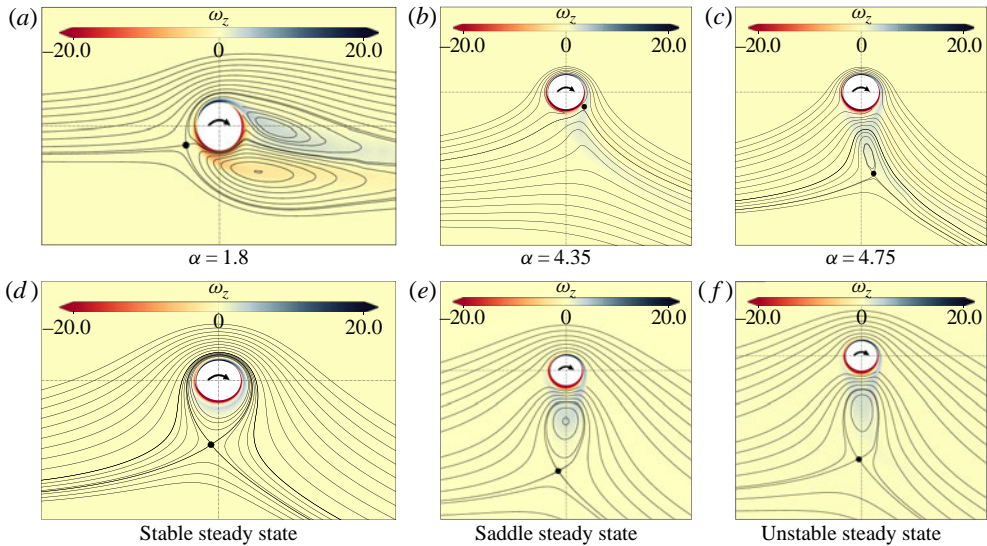 (a) ω_z
−20.0 0 20.0
α = 1.8
(b) ω_z
−20.0 0 20.0
α = 4.35
(c) ω_z
−20.0 0 20.0
α = 4.75
(d) ω_z
−20.0 0 20.0
Stable steady state
(e) ω_z
−20.0 0 20.0
Saddle steady state
(f) ω_z
−20.0 0 20.0
Unstable steady state